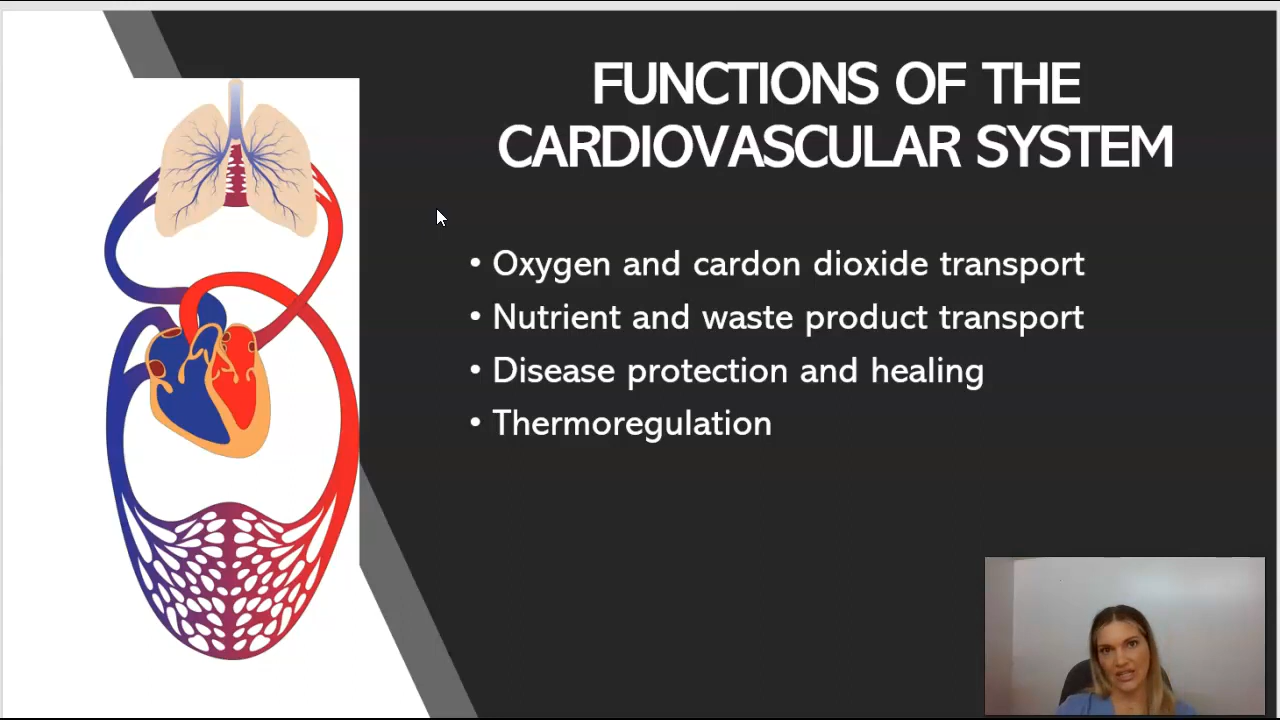 FUNCTIONS OF THE
CARDIOVASCULAR SYSTEM
• Oxygen and cardon dioxide transport
• Nutrient and waste product transport
• Disease protection and healing
• Thermoregulation